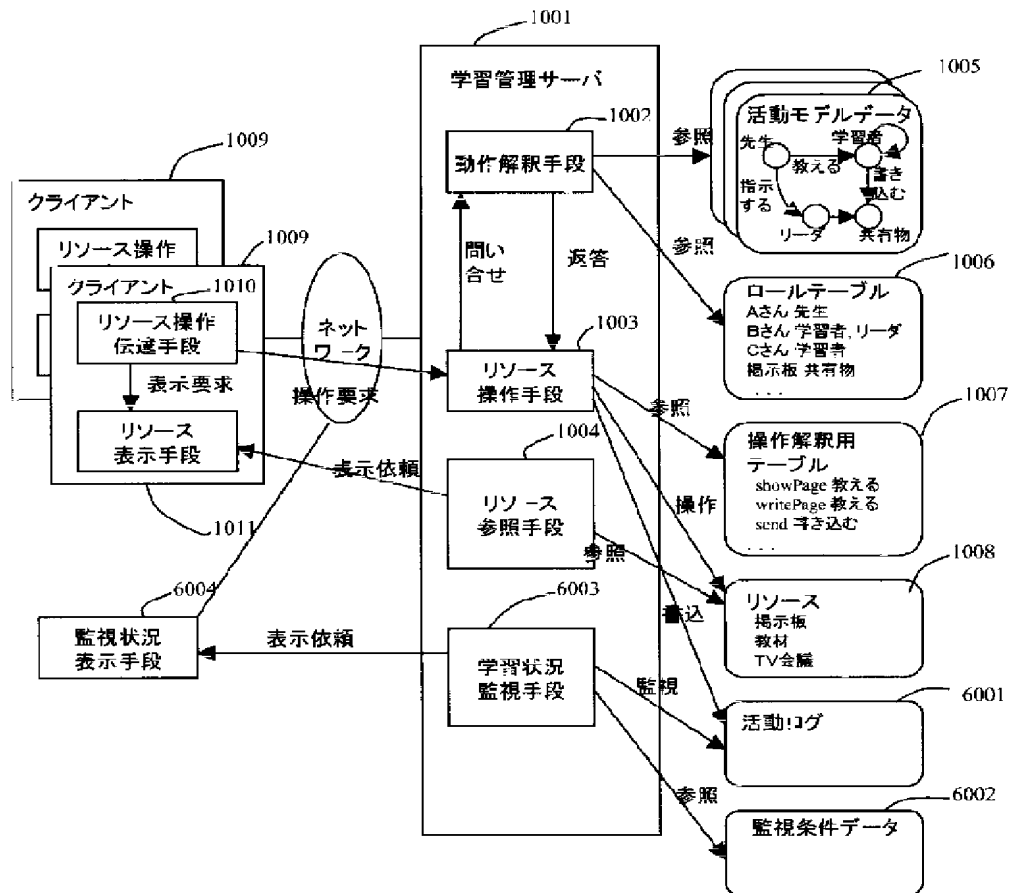 1001
学習管理サーバ
1002
動作解釈手段
参照
1005
活動モデルデータ
先生
学習者
教える
書き
込む
指示
する
リーダ
共有物
1009
クライアント
リソース操作
1009
クライアント
1010
リソース操作
伝達手段
表示要求
リソース
表示手段
1011
ネット
ワーク
操作要求
問い
合せ
返答
参照
1006
ロールテーブル
Aさん 先生
Bさん 学習者, リーダ
Cさん 学習者
掲示板 共有物
. . .
1003
リソース
操作手段
参照
1007
操作解釈用
テーブル
showPage 教える
writePage 教える
send 書き込む
. . .
1004
表示依頼
リソース
参照手段
操作
参照
1008
リソース
掲示板
教材
TV会議
書込
6004
監視状況
表示手段
表示依頼
6003
学習状況
監視手段
監視
6001
活動ログ
参照
6002
監視条件データ